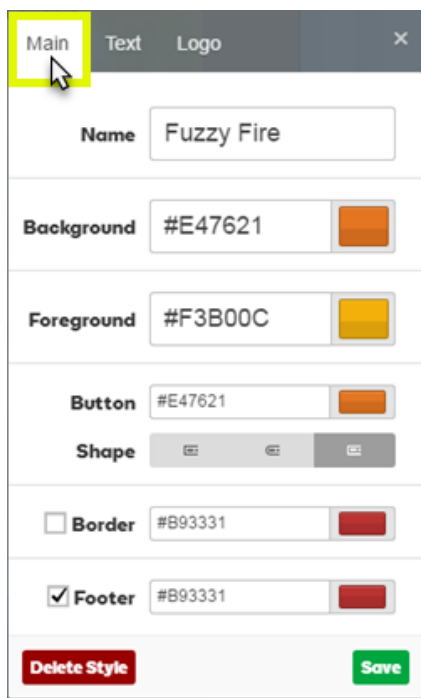 Main Text Logo ×
Name Fuzzy Fire
Background #E47621
Foreground #F3B00C
Button #E47621
Shape
Border #B93331
Footer #B93331
Delete Style Save